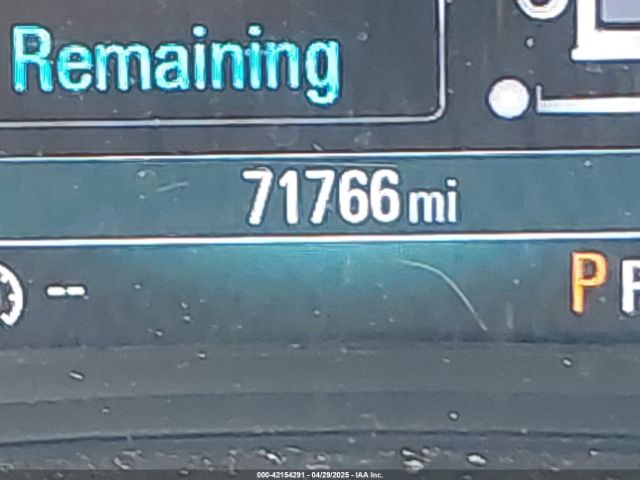 Remaining
71766 mi
--
P R
000-42154291 - 04/29/2025 - IAA Inc.